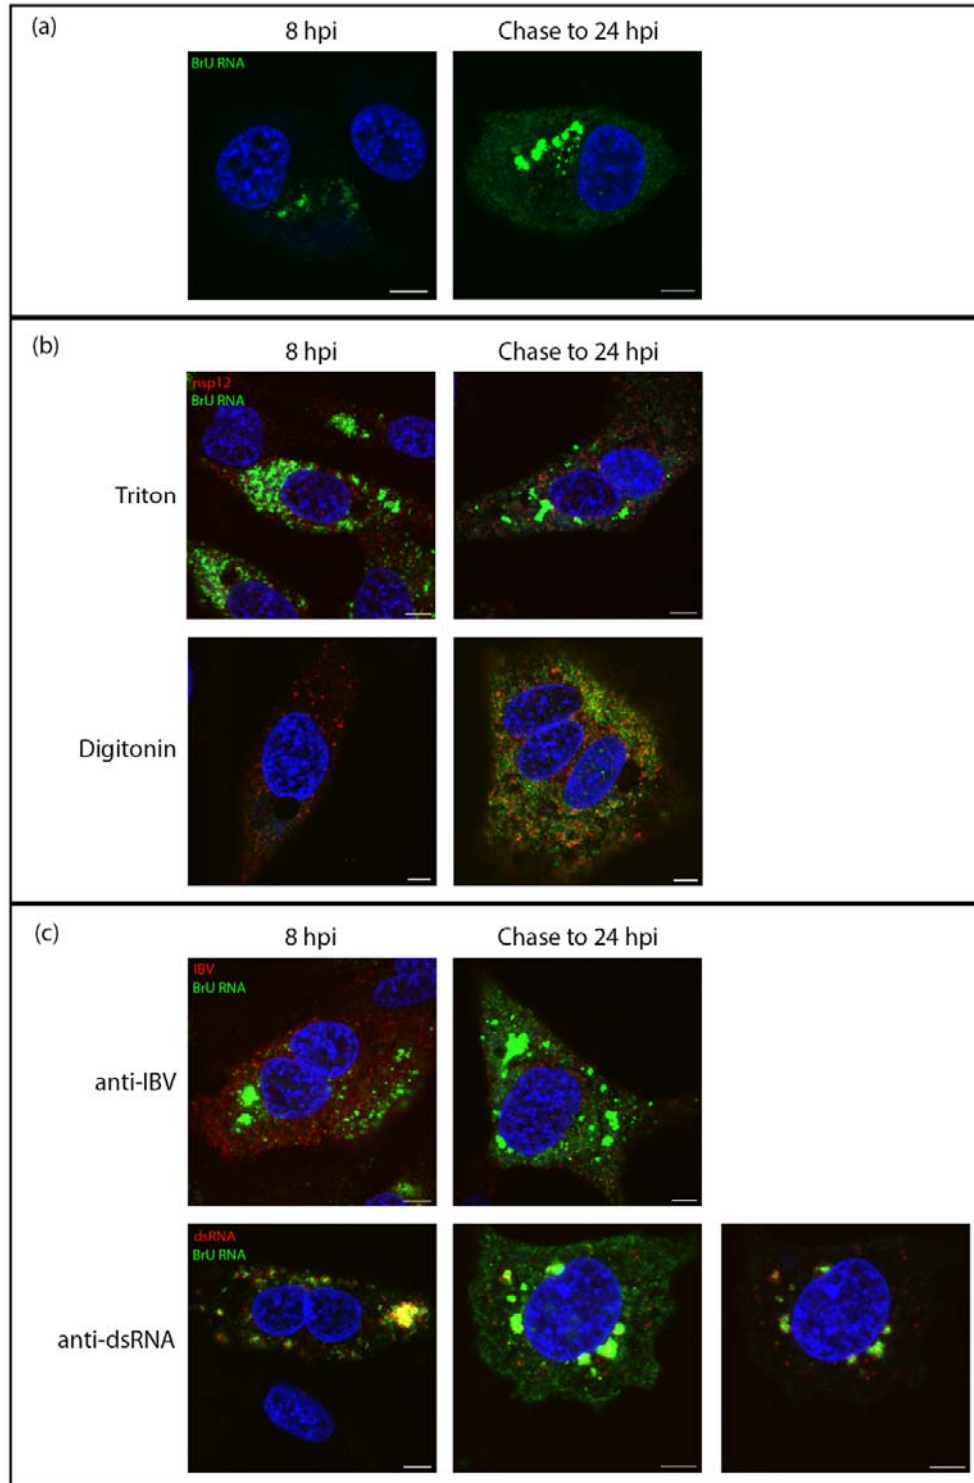 (a)
8 hpi
Chase to 24 hpi
BrU RNA
(b)
8 hpi
Chase to 24 hpi
nsp12
BrU RNA
Triton
Digitonin
(c)
8 hpi
Chase to 24 hpi
IBV
BrU RNA
anti-IBV
dsRNA
BrU RNA
anti-dsRNA